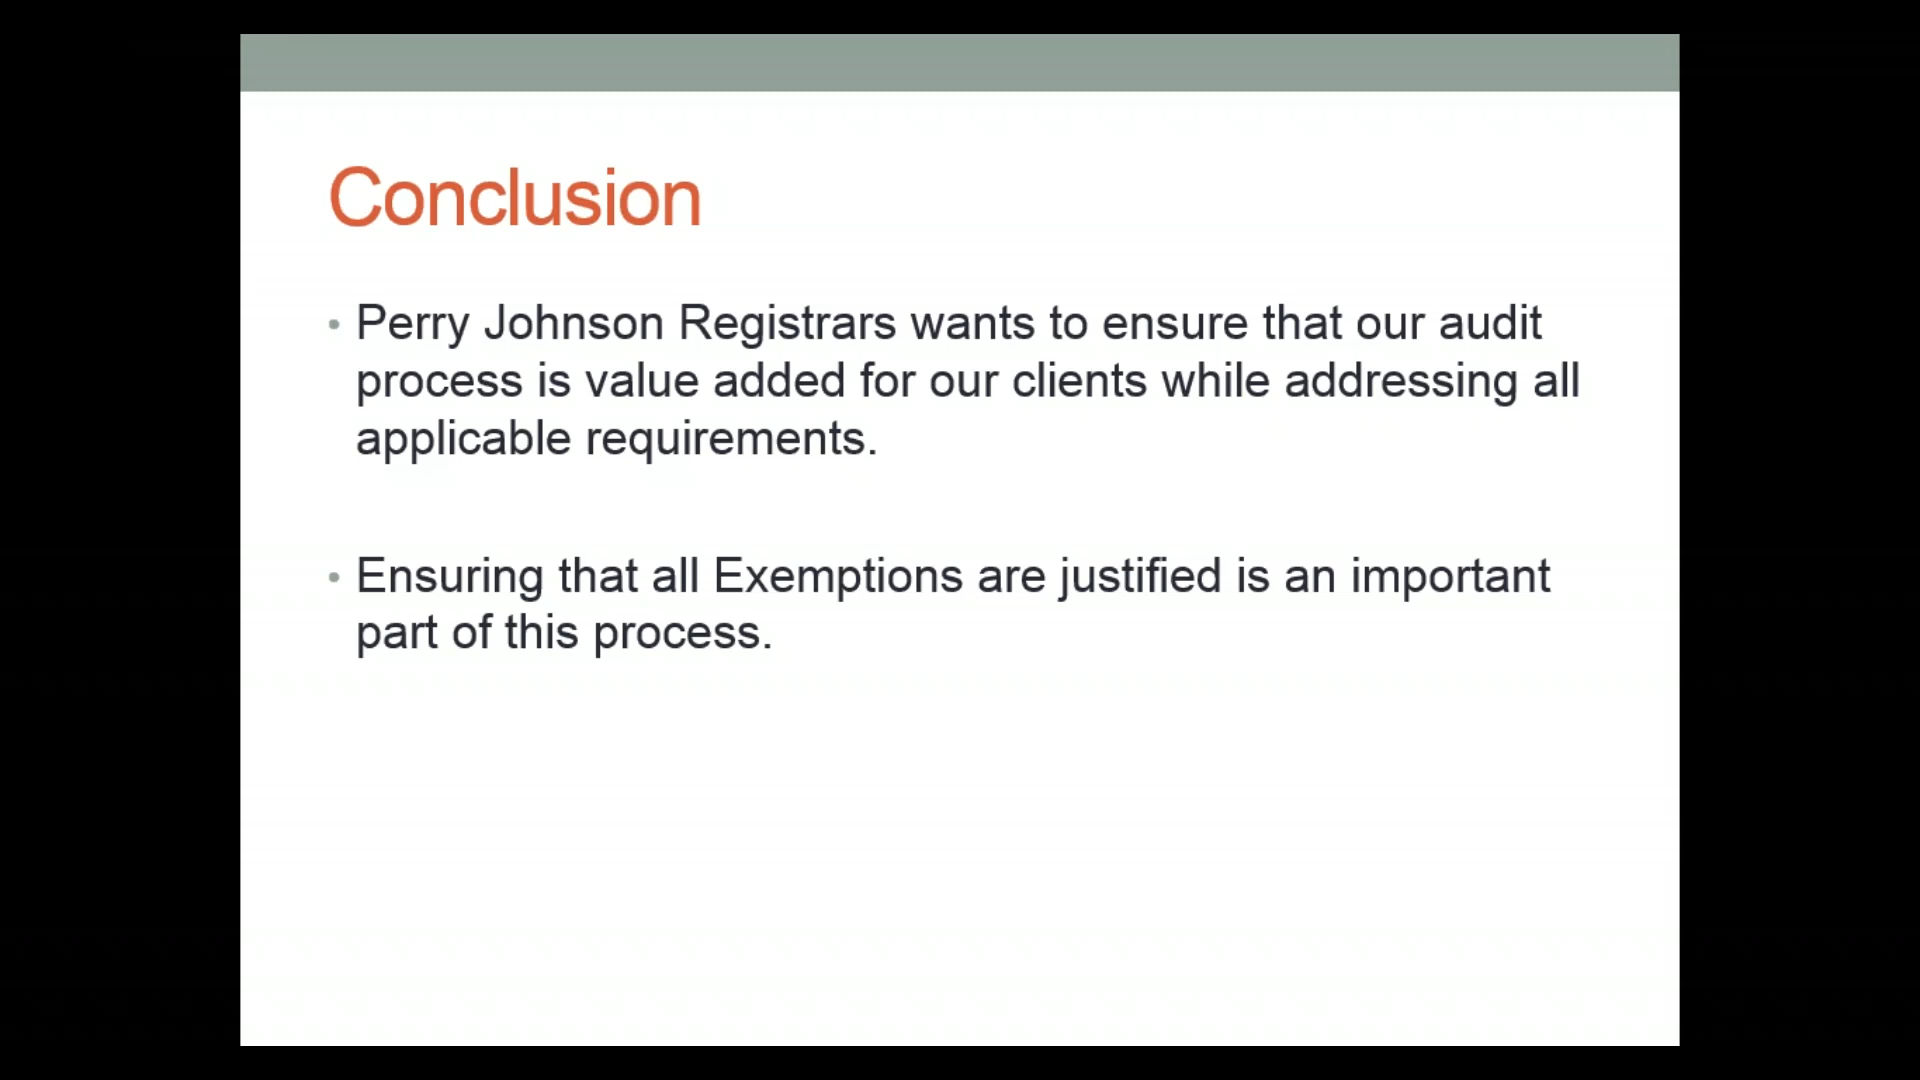 Conclusion
• Perry Johnson Registrars wants to ensure that our audit
process is value added for our clients while addressing all
applicable requirements.
• Ensuring that all Exemptions are justified is an important
part of this process.